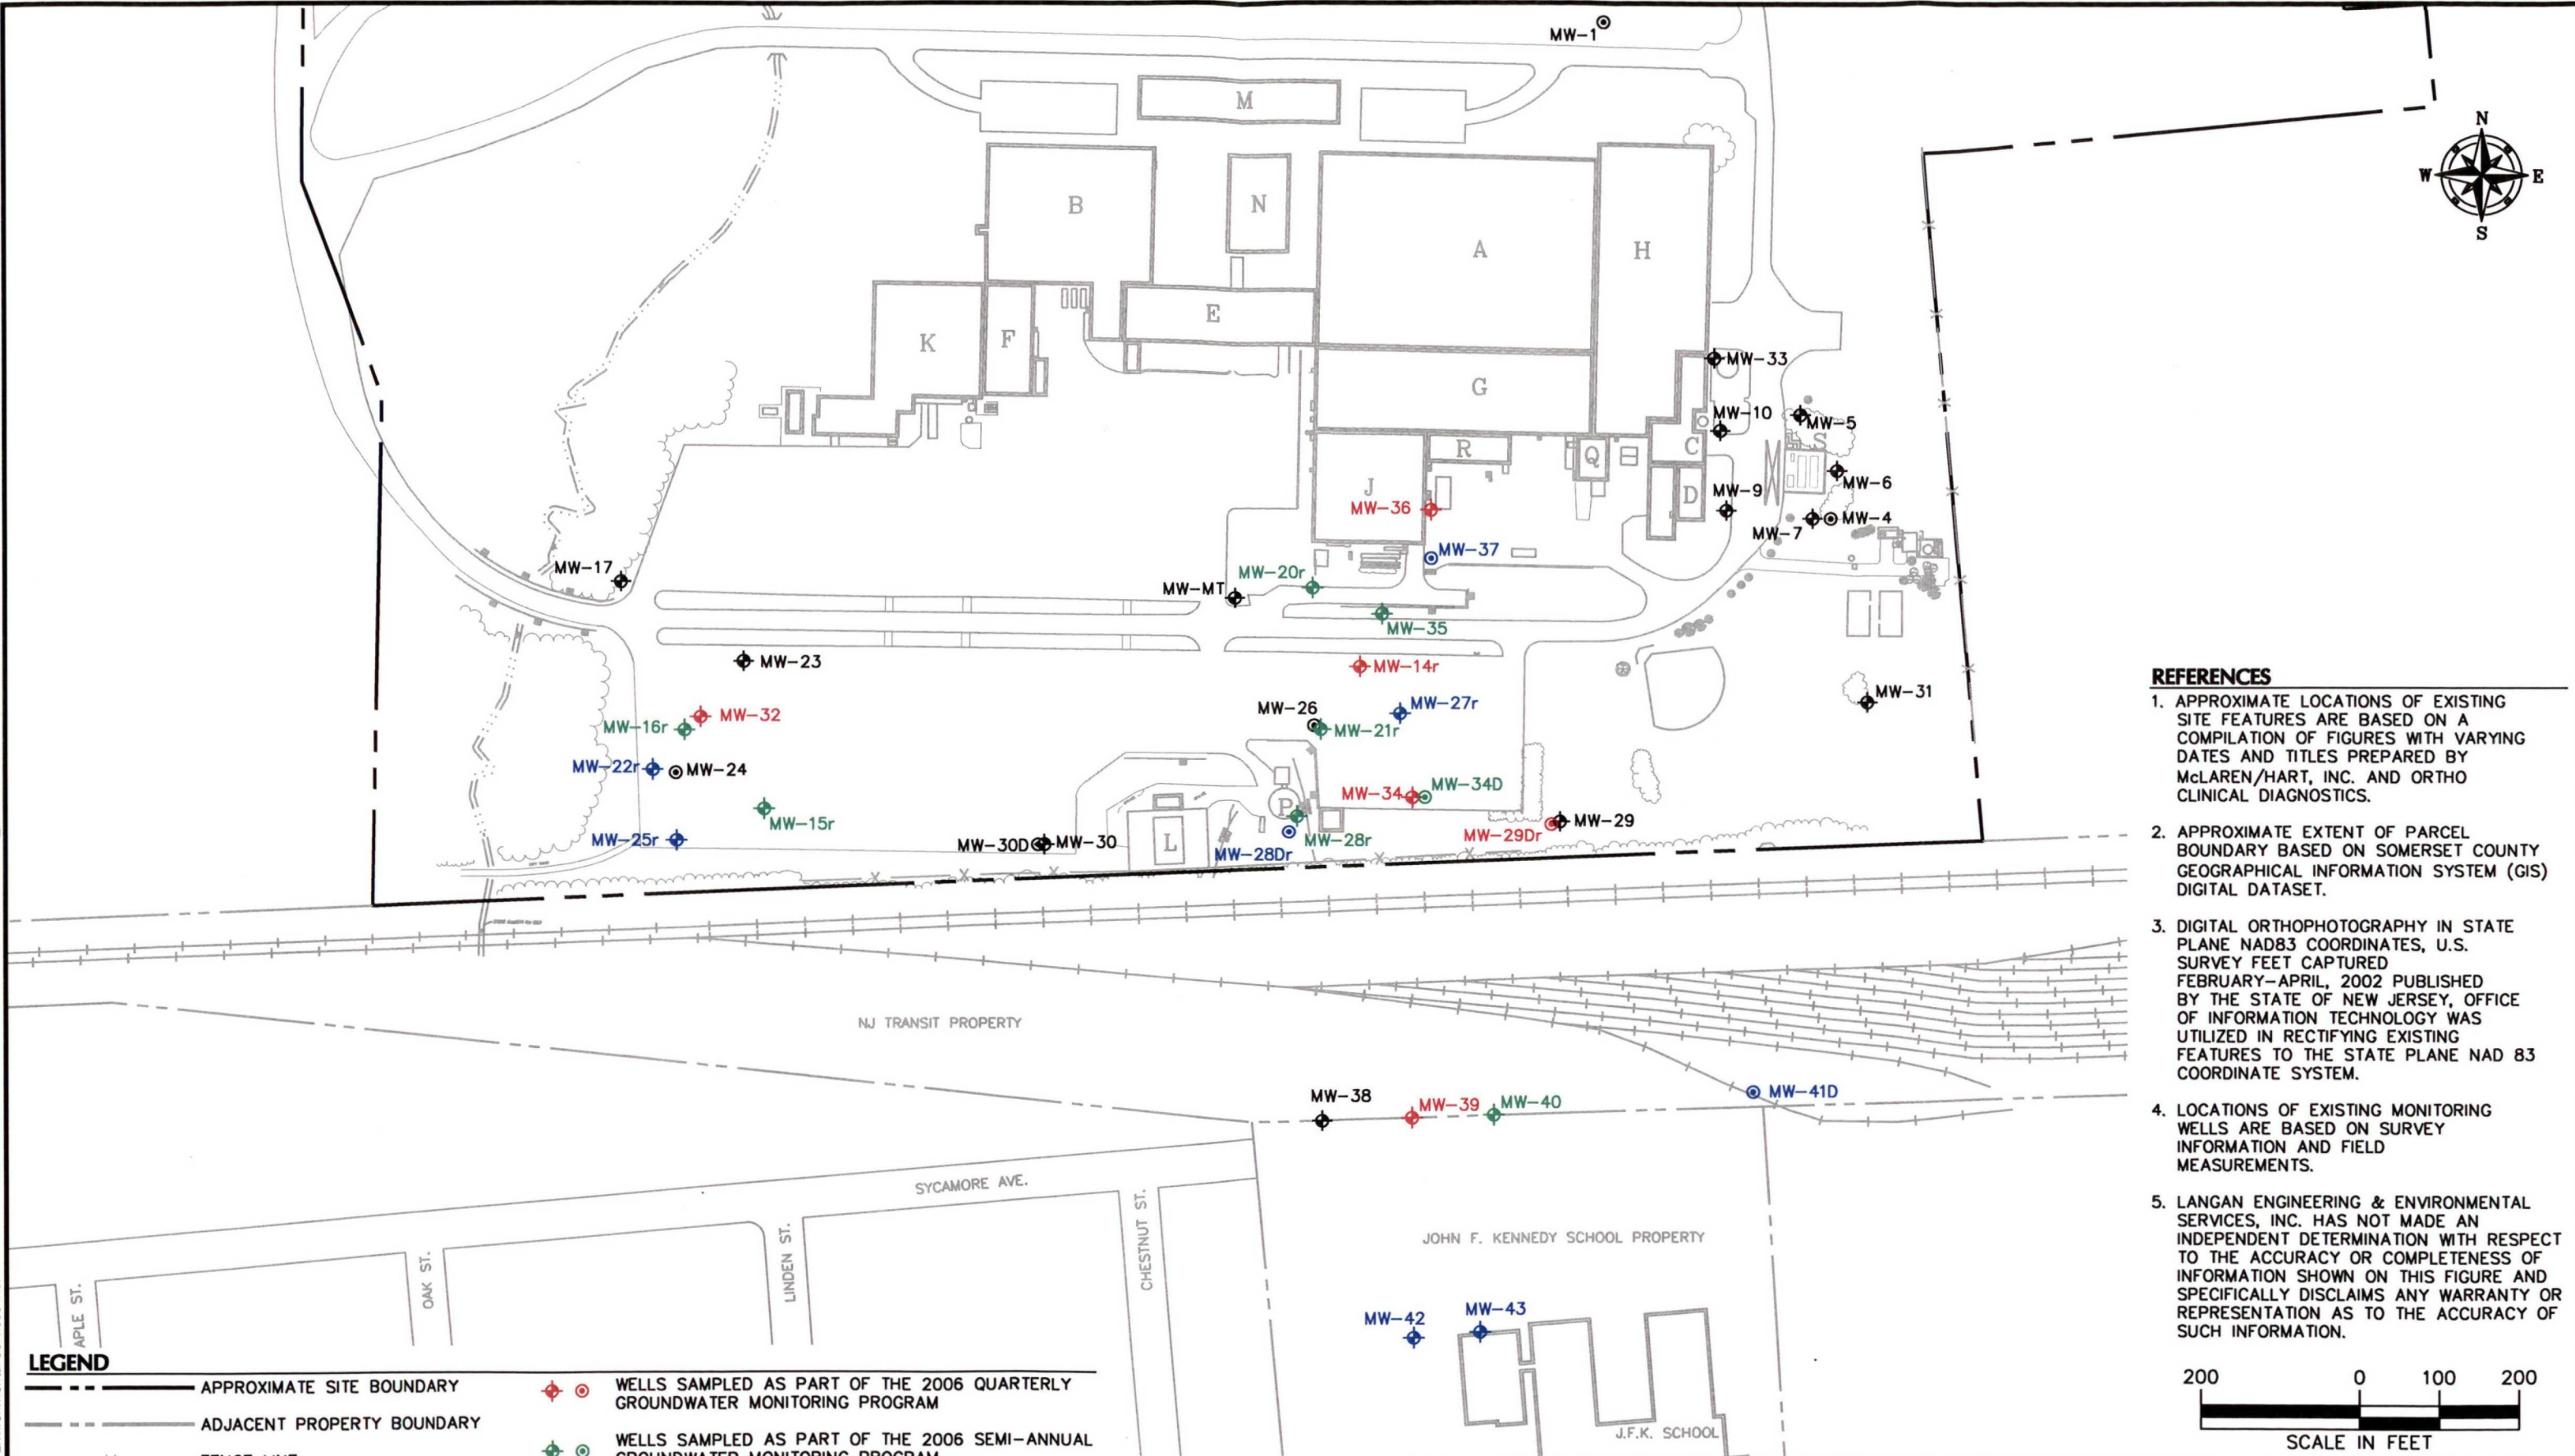 MW-1
M
N
W E
S
B
N
A
H
E
K
F
G
MW-33
MW-10
MW-5
S
R
Q
C
J
D
MW-6
MW-9
MW-36
MW-4
MW-7
MW-37
MW-17
MW-20r
MW-MT
MW-35
MW-23
MW-14r
MW-31
MW-32
MW-26
MW-27r
MW-16r
MW-21r
MW-22r
MW-24
MW-34D
MW-34
P
MW-15r
MW-29
MW-29Dr
MW-25r
MW-30D
MW-30
L
MW-28r
MW-28Dr
NJ TRANSIT PROPERTY
MW-41D
MW-38
MW-39
MW-40
SYCAMORE AVE.
CHESTNUT ST.
LINDEN ST.
OAK ST.
APLE ST.
JOHN F. KENNEDY SCHOOL PROPERTY
MW-42
MW-43
J.F.K. SCHOOL
REFERENCES
1. APPROXIMATE LOCATIONS OF EXISTING
SITE FEATURES ARE BASED ON A
COMPILATION OF FIGURES WITH VARYING
DATES AND TITLES PREPARED BY
McLAREN/HART, INC. AND ORTHO
CLINICAL DIAGNOSTICS.
2. APPROXIMATE EXTENT OF PARCEL
BOUNDARY BASED ON SOMERSET COUNTY
GEOGRAPHICAL INFORMATION SYSTEM (GIS)
DIGITAL DATASET.
3. DIGITAL ORTHOPHOTOGRAPHY IN STATE
PLANE NAD83 COORDINATES, U.S.
SURVEY FEET CAPTURED
FEBRUARY-APRIL, 2002 PUBLISHED
BY THE STATE OF NEW JERSEY, OFFICE
OF INFORMATION TECHNOLOGY WAS
UTILIZED IN RECTIFYING EXISTING
FEATURES TO THE STATE PLANE NAD 83
COORDINATE SYSTEM.
4. LOCATIONS OF EXISTING MONITORING
WELLS ARE BASED ON SURVEY
INFORMATION AND FIELD
MEASUREMENTS.
5. LANGAN ENGINEERING & ENVIRONMENTAL
SERVICES, INC. HAS NOT MADE AN
INDEPENDENT DETERMINATION WITH RESPECT
TO THE ACCURACY OR COMPLETENESS OF
INFORMATION SHOWN ON THIS FIGURE AND
SPECIFICALLY DISCLAIMS ANY WARRANTY OR
REPRESENTATION AS TO THE ACCURACY OF
SUCH INFORMATION.
LEGEND
APPROXIMATE SITE BOUNDARY
ADJACENT PROPERTY BOUNDARY
WELLS SAMPLED AS PART OF THE 2006 QUARTERLY
GROUNDWATER MONITORING PROGRAM
WELLS SAMPLED AS PART OF THE 2006 SEMI-ANNUAL
GROUNDWATER MONITORING PROGRAM
200 0 100 200
SCALE IN FEET